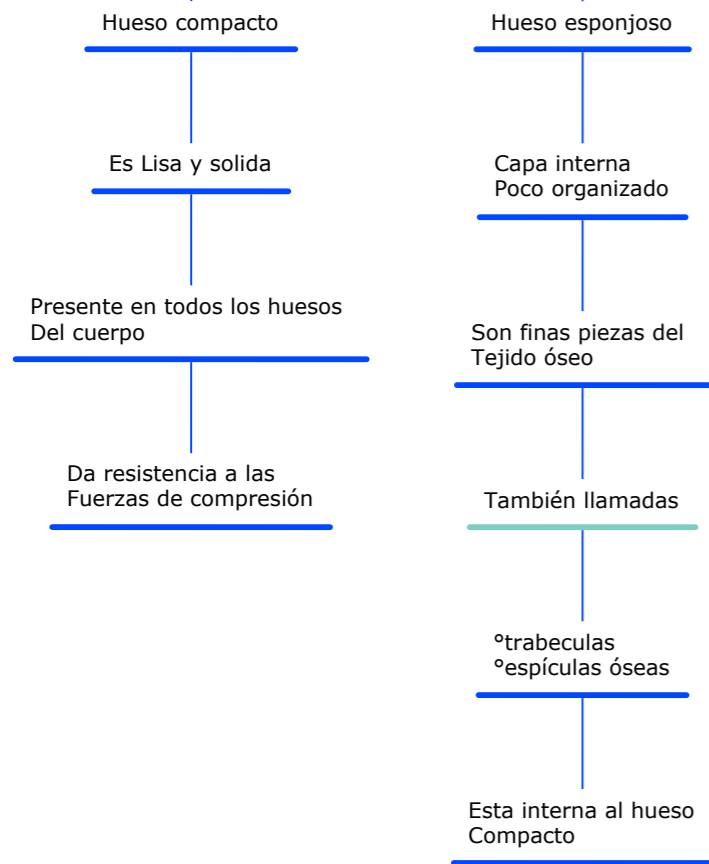 Hueso compacto
Es Lisa y solida
Presente en todos los huesos
Del cuerpo
Da resistencia a las
Fuerzas de compresión
Hueso esponjoso
Capa interna
Poco organizado
Son finas piezas del
Tejido óseo
También llamadas
°trabeculas
°espículas óseas
Esta interna al hueso
Compacto